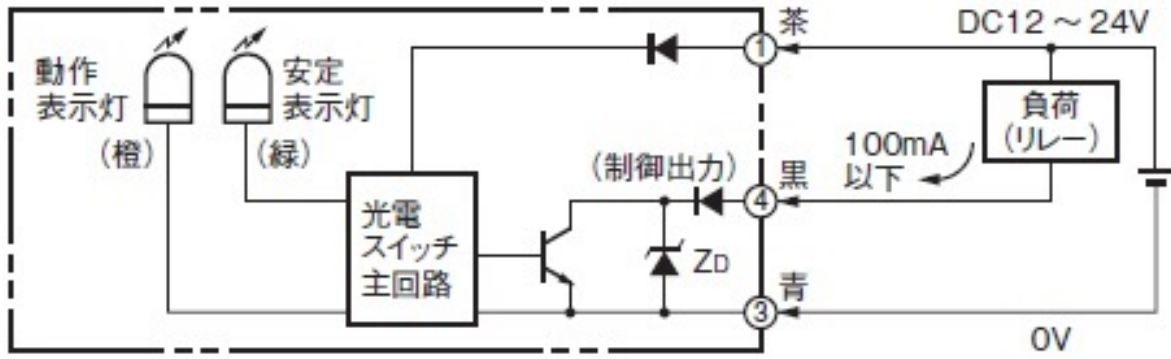 動作
表示灯
(橙)
安定
表示灯
(緑)
光電
スイッチ
主回路
(制御出力)
ZD
① 茶
④ 黒
③ 青
DC12 ~ 24V
負荷
(リレー)
100mA
以下
0V